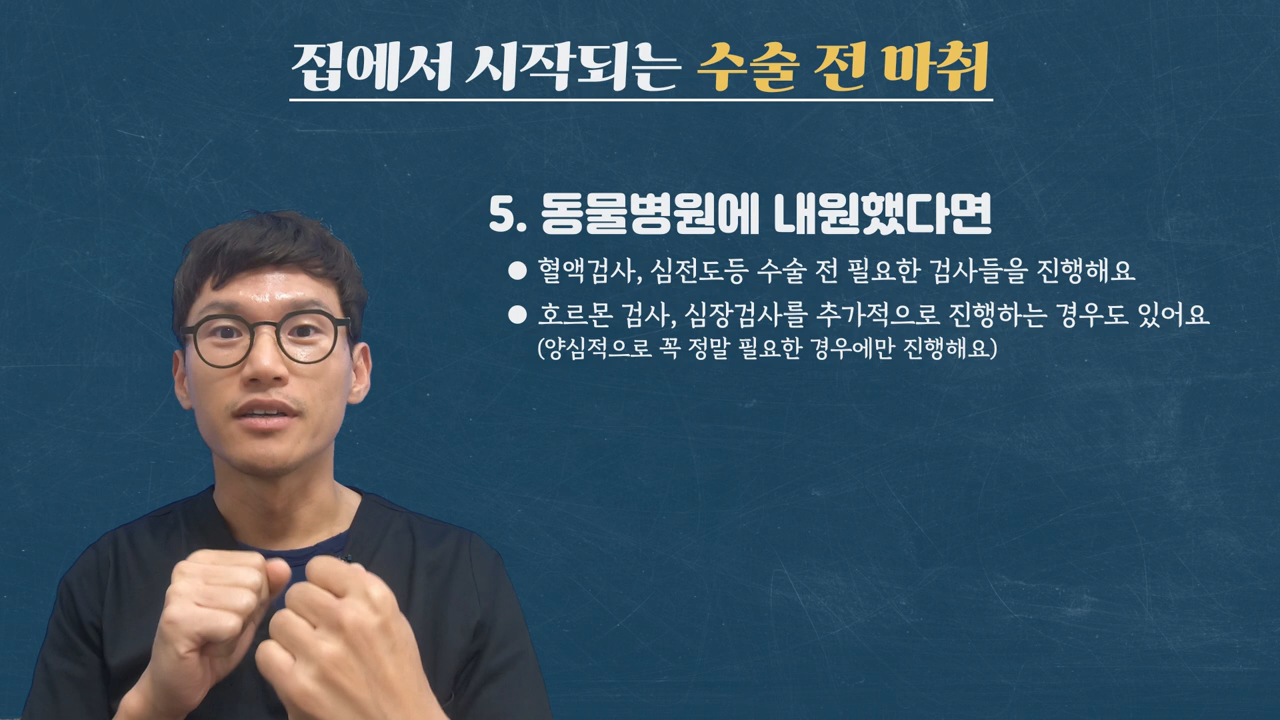 집에서 시작되는 수술 전 마취
5. 동물병원에 내원했다면
● 혈액검사, 심전도등 수술 전 필요한 검사들을 진행해요
● 호르몬 검사, 심장검사를 추가적으로 진행하는 경우도 있어요
(양심적으로 꼭 정말 필요한 경우에만 진행해요)